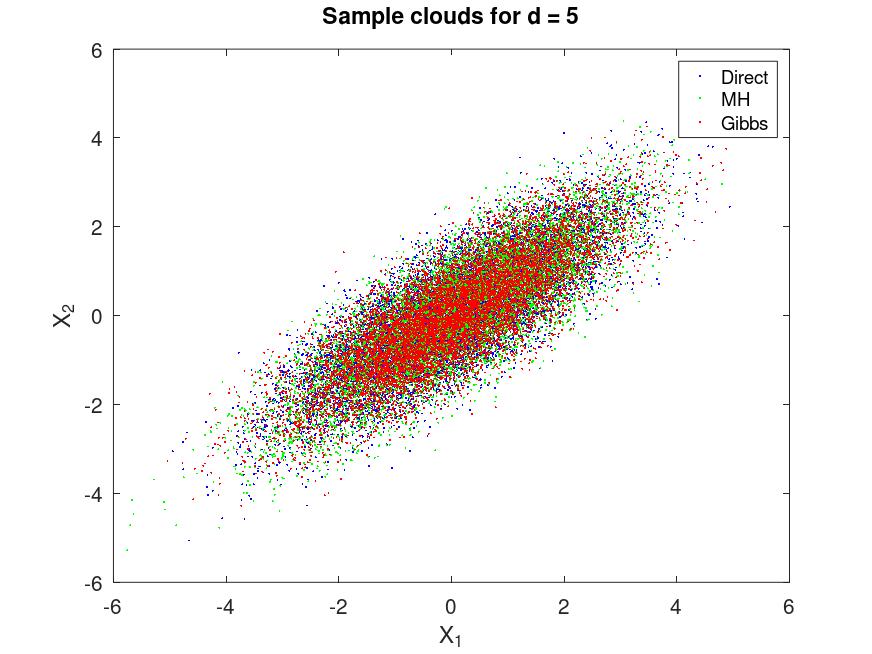 Sample clouds for d = 5
6
4
2
0
-2
-4
-6
-6 -4 -2 0 2 4 6
X₂
X₁
Direct
MH
Gibbs